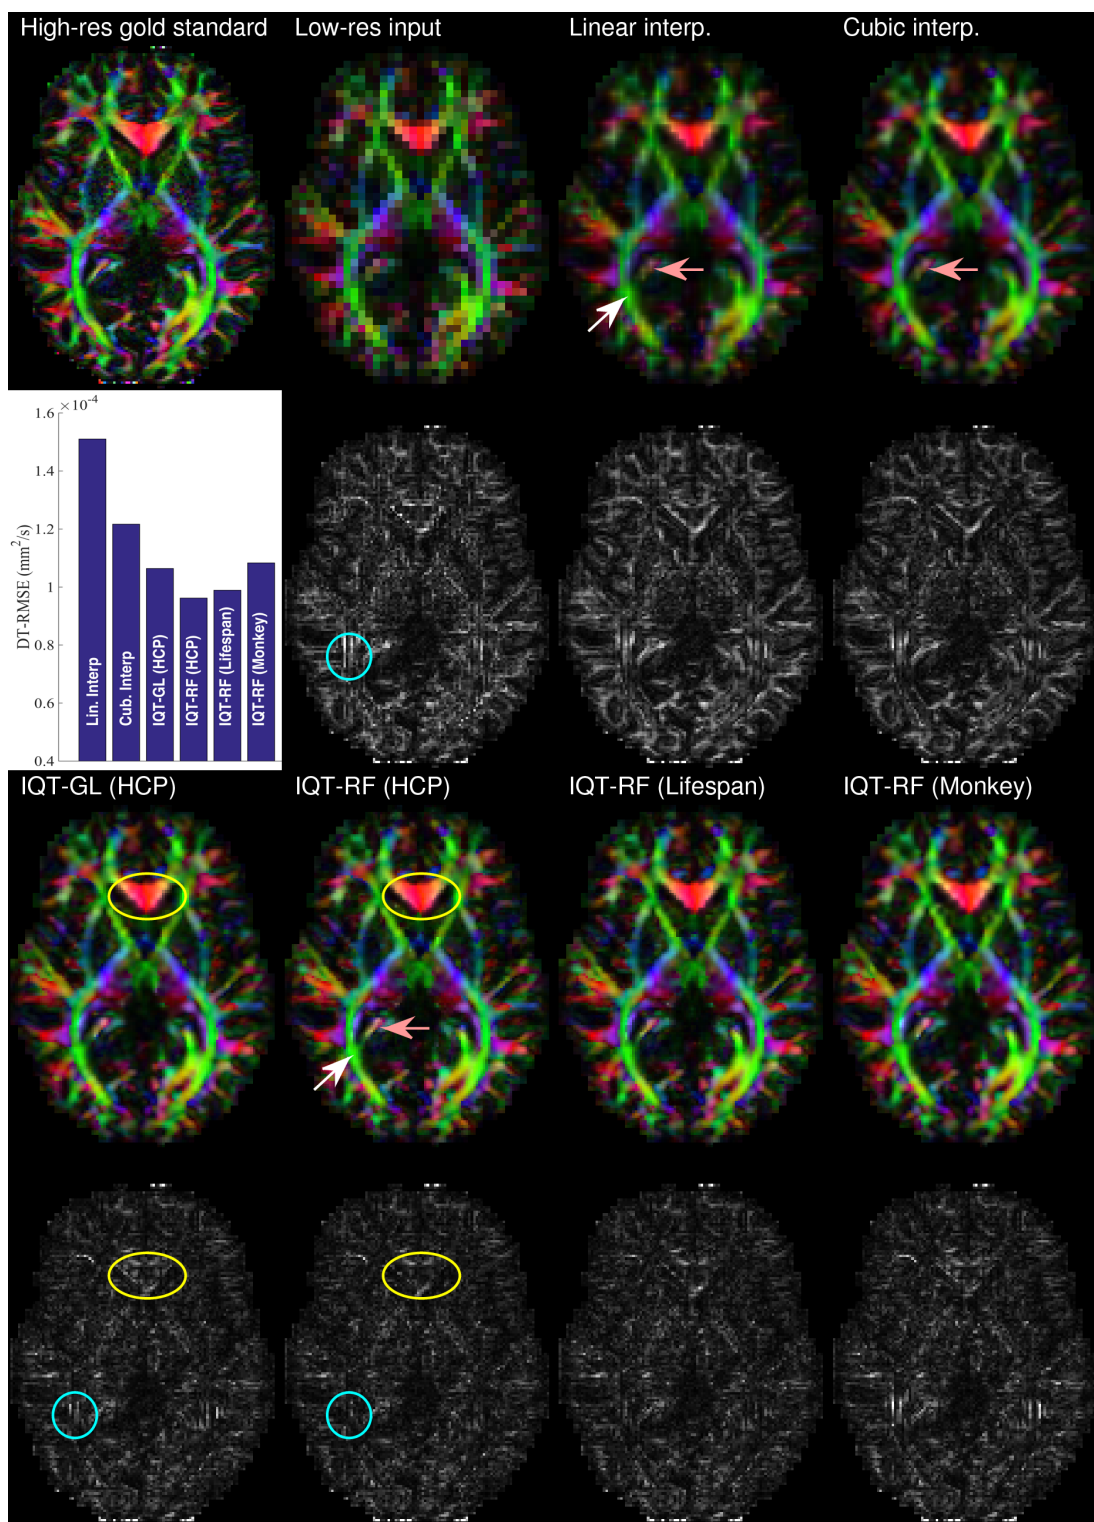 High-res gold standard
Low-res input
Linear interp.
Cubic interp.
×10⁻⁴
1.6
1.4
1.2
1
0.8
0.6
0.4
DT-RMSE (mm²/s)
Lin. Interp
Cub. Interp
IQT-GL (HCP)
IQT-RF (HCP)
IQT-RF (Lifespan)
IQT-RF (Monkey)
IQT-GL (HCP)
IQT-RF (HCP)
IQT-RF (Lifespan)
IQT-RF (Monkey)